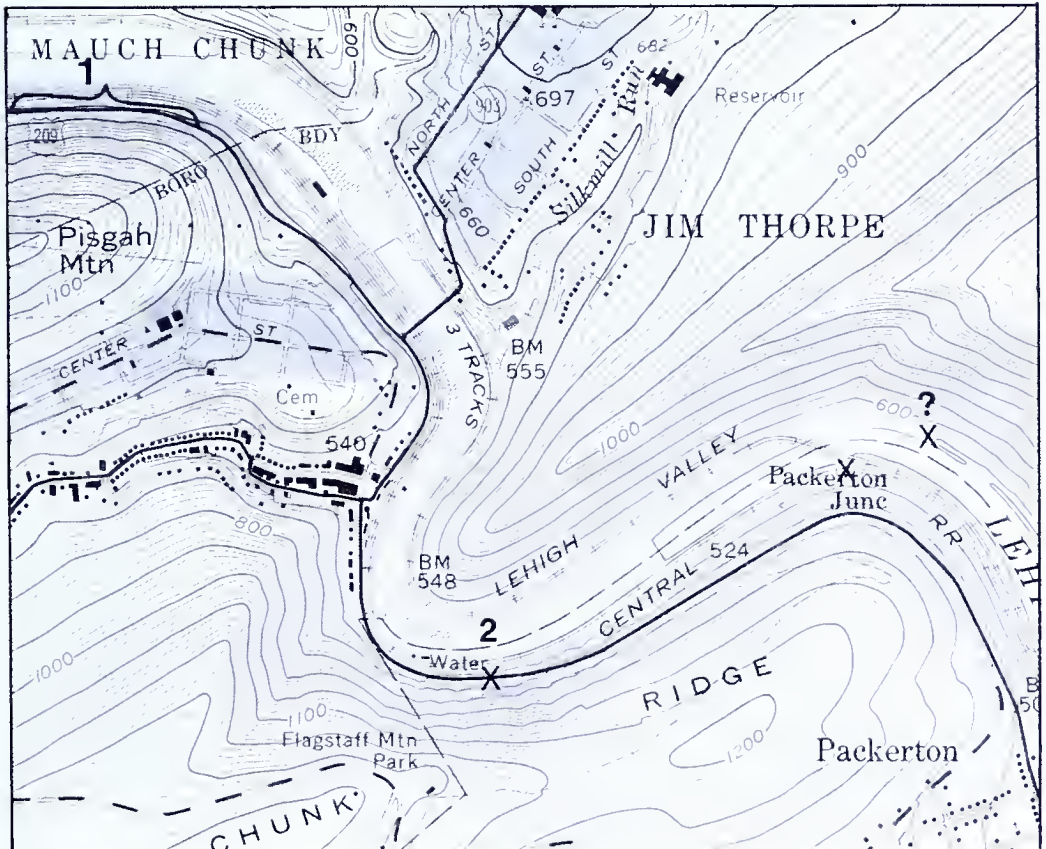 MAUCH CHUNK
1
209
BORO
BDY
600
NORTH
ST
903
697
ST
ST
682
SOUTH
Silkmill Run
660
Reservoir
900
JIM THORPE
Pisgah
Mtn
1100
CENTER
ST
3 TRACKS
BM
555
Cem
540
?
X
600
1000
LEHIGH VALLEY RR
X
Packerton
Junc
800
BM
548
524
CENTRAL
2
Water
X
1000
1100
RIDGE
1200
Flagstaff Mtn
Park
Packerton
CHUNK